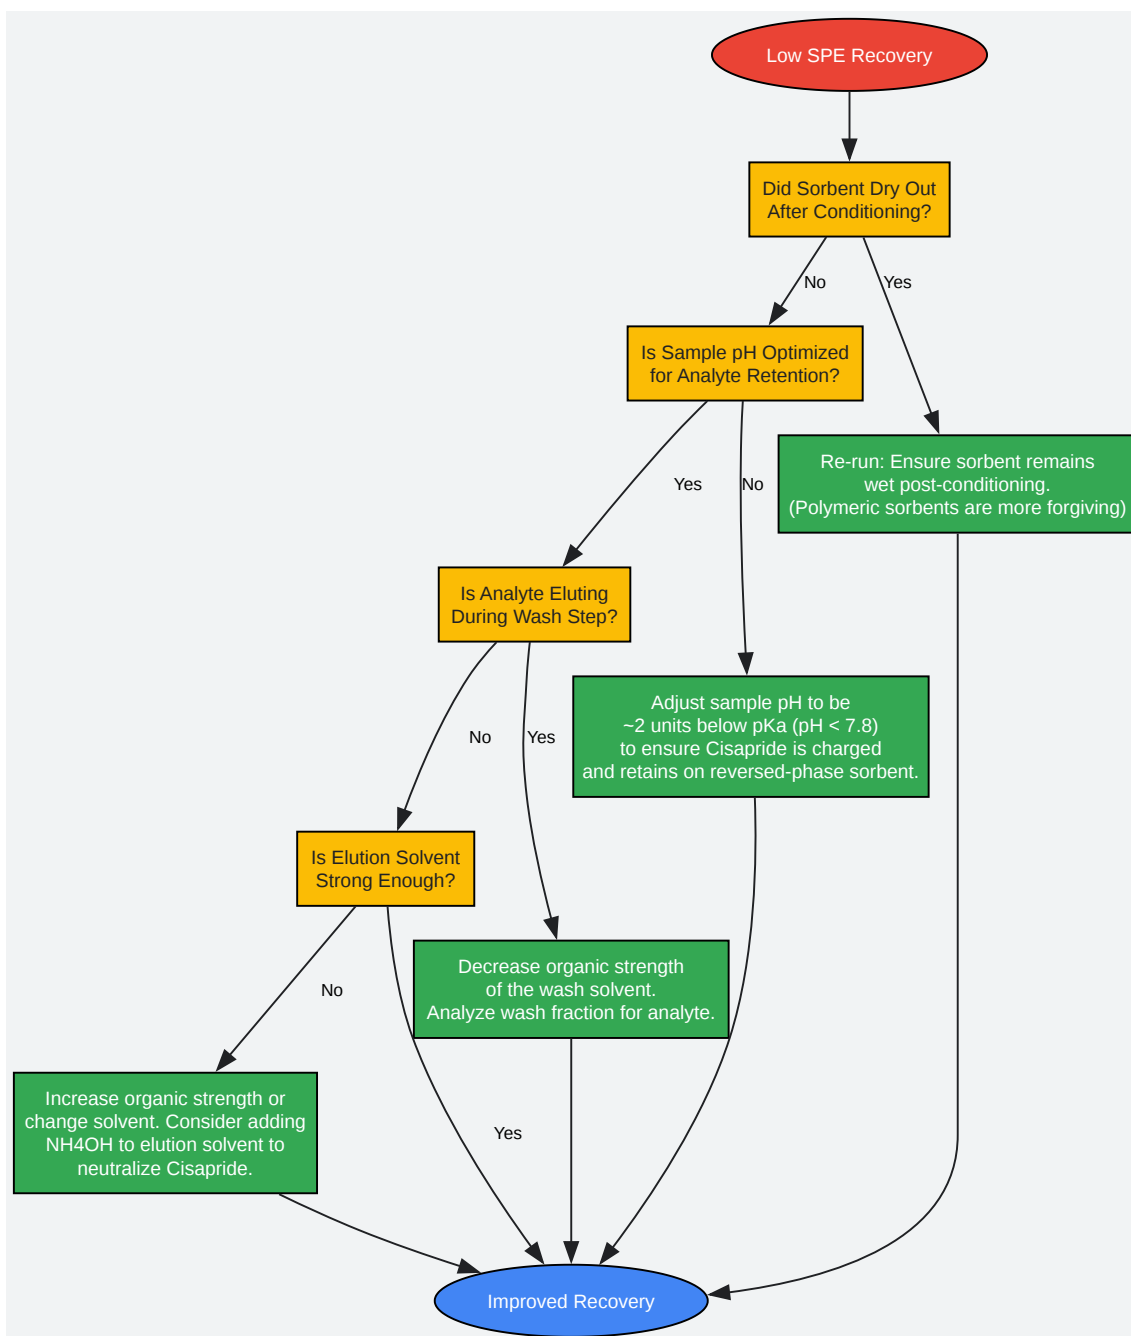 Low SPE Recovery
Did Sorbent Dry Out
After Conditioning?
No
Yes
Is Sample pH Optimized
for Analyte Retention?
Re-run: Ensure sorbent remains
wet post-conditioning.
(Polymeric sorbents are more forgiving)
Yes
No
Is Analyte Eluting
During Wash Step?
Adjust sample pH to be
~2 units below pKa (pH < 7.8)
to ensure Cisapride is charged
and retains on reversed-phase sorbent.
No
Yes
Is Elution Solvent
Strong Enough?
Decrease organic strength
of the wash solvent.
Analyze wash fraction for analyte.
No
Increase organic strength or
change solvent. Consider adding
NH4OH to elution solvent to
neutralize Cisapride.
Yes
Improved Recovery